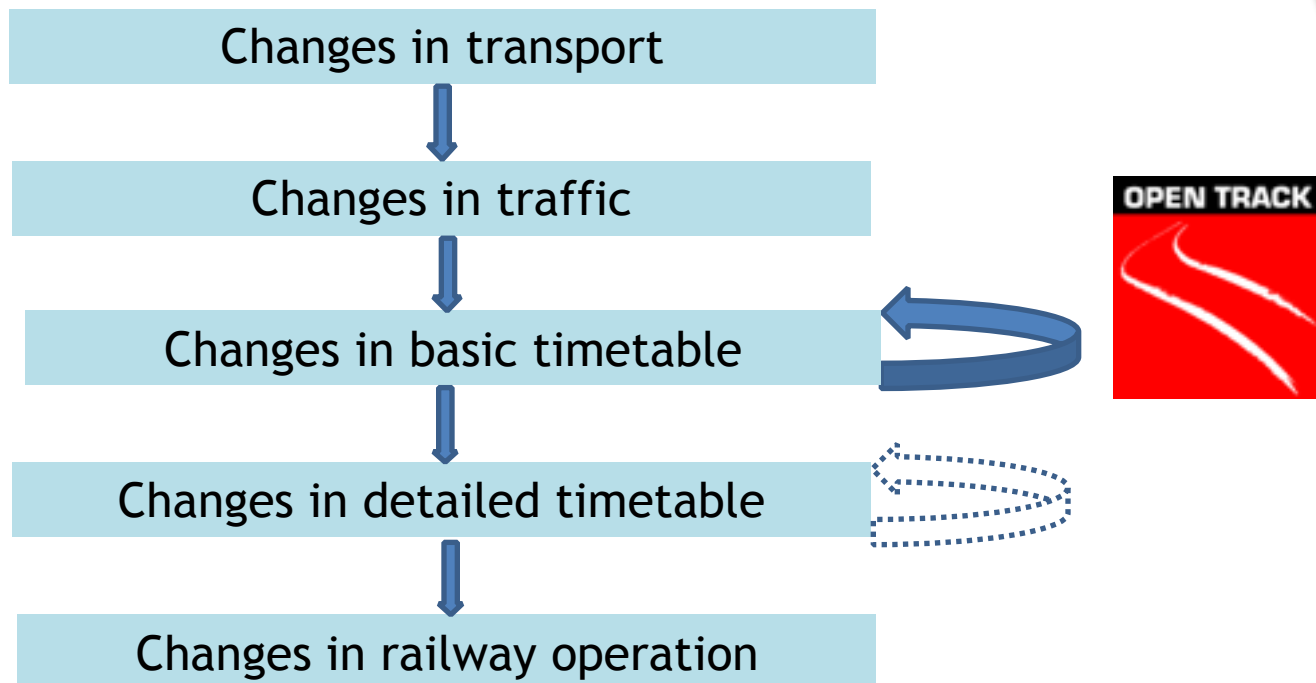 Changes in transport
Changes in traffic
OPEN TRACK
Changes in basic timetable
Changes in detailed timetable
Changes in railway operation